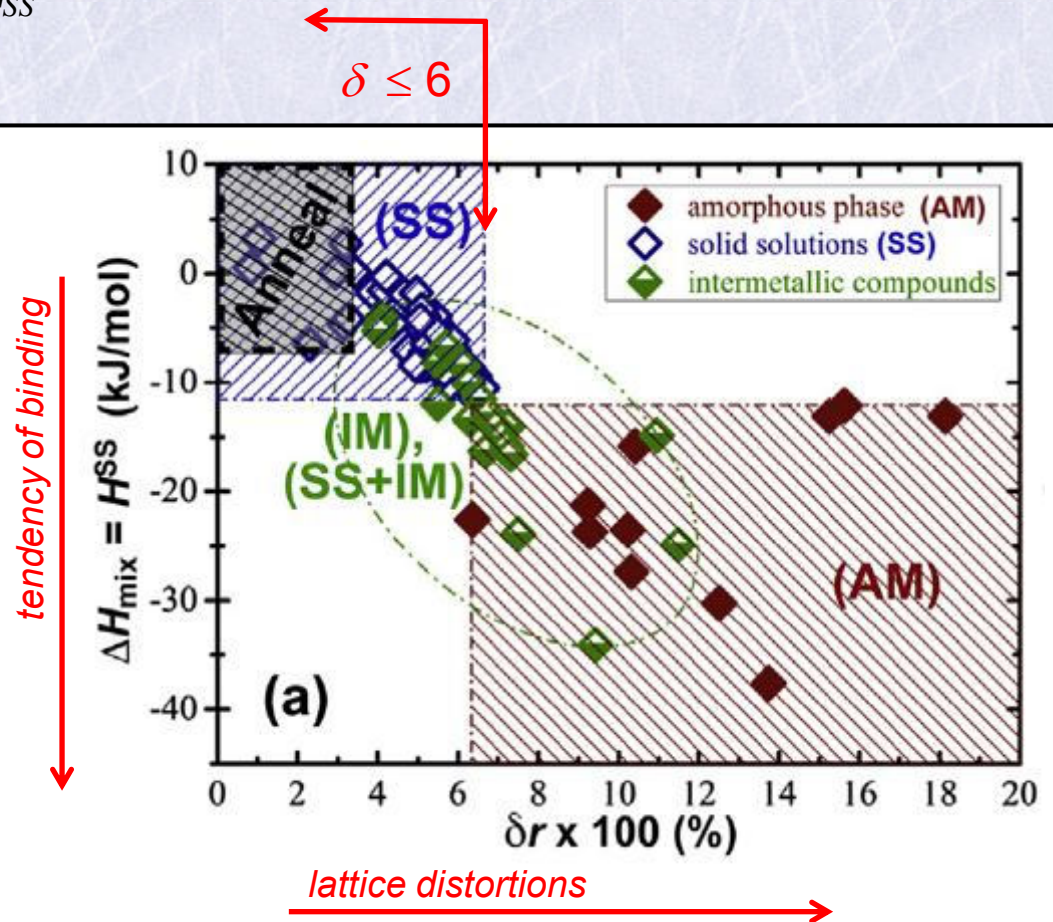 ss
δ ≤ 6
10
0
-10
-20
-30
-40
ΔH_mix = H^SS (kJ/mol)
tendency of binding
Anneal
(SS)
amorphous phase (AM)
solid solutions (SS)
intermetallic compounds
(IM),
(SS+IM)
(AM)
(a)
0 2 4 6 8 10 12 14 16 18 20
δr x 100 (%)
lattice distortions